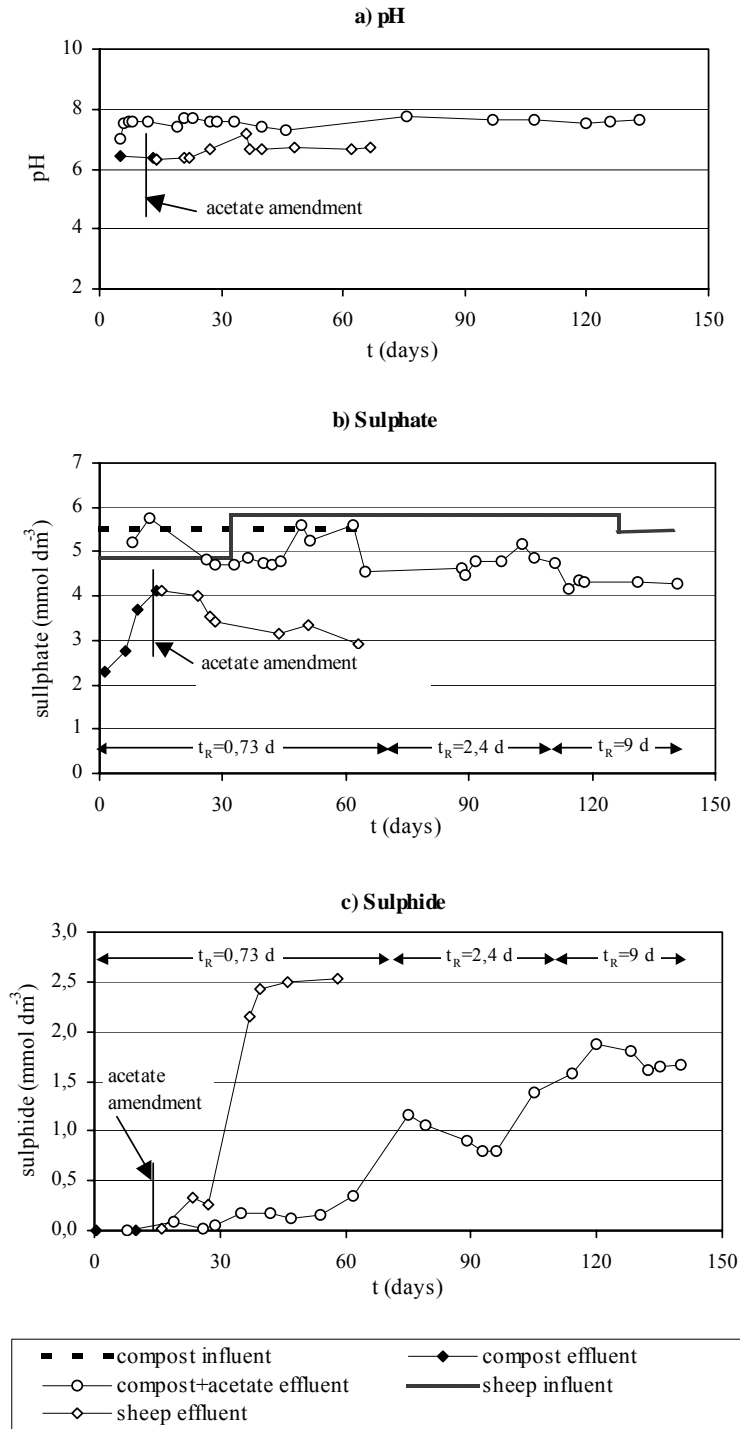 a) pH
10
8
6
4
2
pH
acetate amendment
0 30 60 90 120 150
t (days)
b) Sulphate
7
6
5
4
3
2
1
0
sullphate (mmol dm-3)
acetate amendment
tR=0,73 d tR=2,4 d tR=9 d
0 30 60 90 120 150
t (days)
c) Sulphide
3,0
2,5
2,0
1,5
1,0
0,5
0,0
sulphide (mmol dm-3)
tR=0,73 d tR=2,4 d tR=9 d
acetate
amendment
0 30 60 90 120 150
t (days)
compost influent compost effluent
compost+acetate effluent sheep influent
sheep effluent